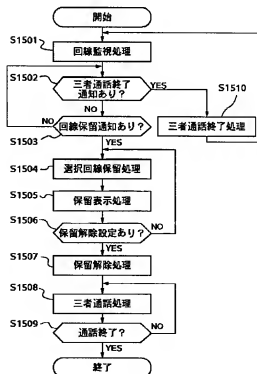 開始
S1501
回線監視処理
S1502
三者通話終了
通知あり?
YES
S1510
三者通話終了処理
NO
NO
回線保留通知あり?
S1503
YES
S1504
選択回線保留処理
S1505
保留表示処理
S1506
保留解除設定あり?
NO
YES
S1507
保留解除処理
S1508
三者通話処理
S1509
通話終了?
NO
YES
終了